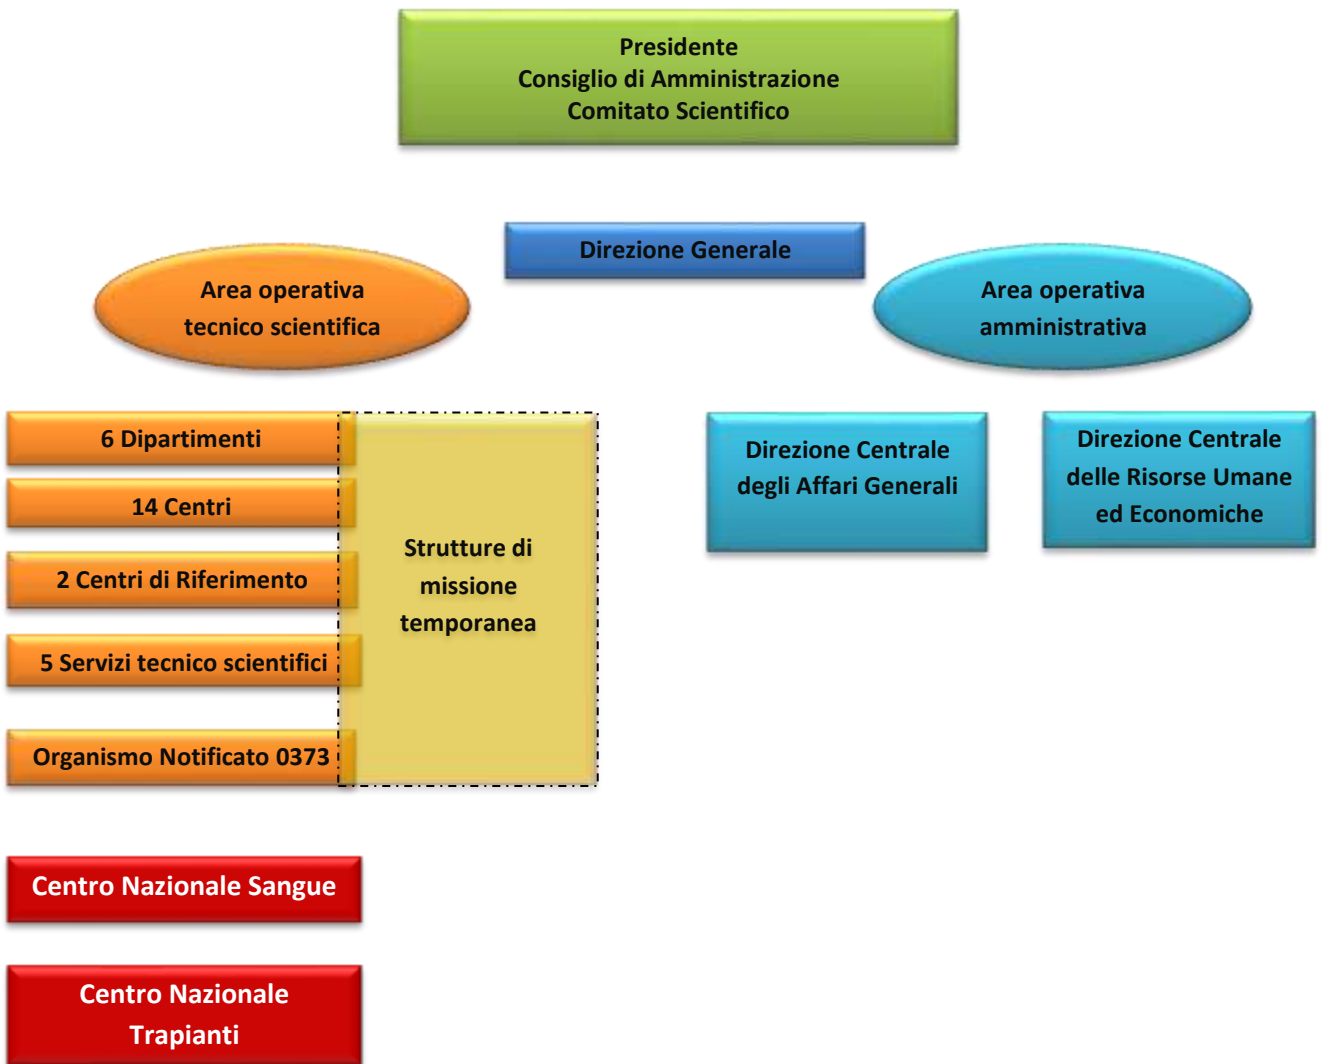 Presidente
Consiglio di Amministrazione
Comitato Scientifico
Direzione Generale
Area operativa
tecnico scientifica
Area operativa
amministrativa
6 Dipartimenti
14 Centri
2 Centri di Riferimento
5 Servizi tecnico scientifici
Organismo Notificato 0373
Strutture di
missione
temporanea
Direzione Centrale
degli Affari Generali
Direzione Centrale
delle Risorse Umane
ed Economiche
Centro Nazionale Sangue
Centro Nazionale
Trapianti